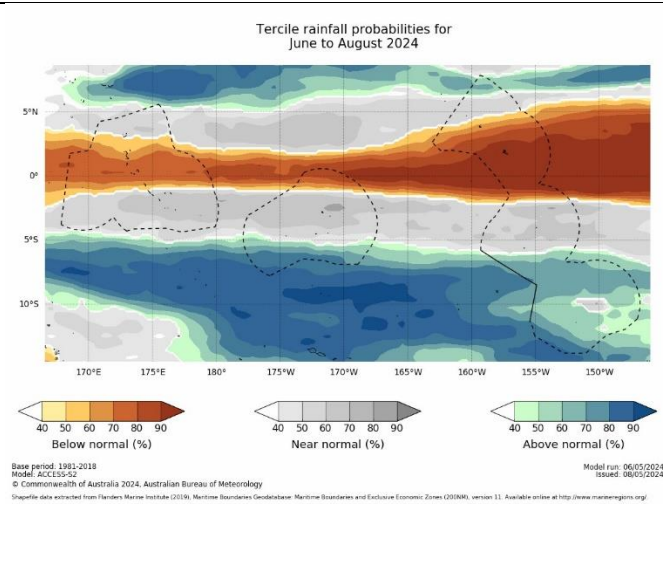 Tercile rainfall probabilities for
June to August 2024
5°N
0°
5°S
10°S
170°E 175°E 180° 175°W 170°W 165°W 160°W 155°W 150°W
40 50 60 70 80 90 40 50 60 70 80 90 40 50 60 70 80 90
Below normal (%) Near normal (%) Above normal (%)
Base period: 1981-2018 Model run: 06/05/2024
Model: ACCESS-S2 Issued: 08/05/2024
© Commonwealth of Australia 2024, Australian Bureau of Meteorology
Shapefile data extracted from Flanders Marine Institute (2019), Maritime Boundaries Geodatabase: Maritime Boundaries and Exclusive Economic Zones (200NM), version 11. Available online at http://www.marineregions.org/.